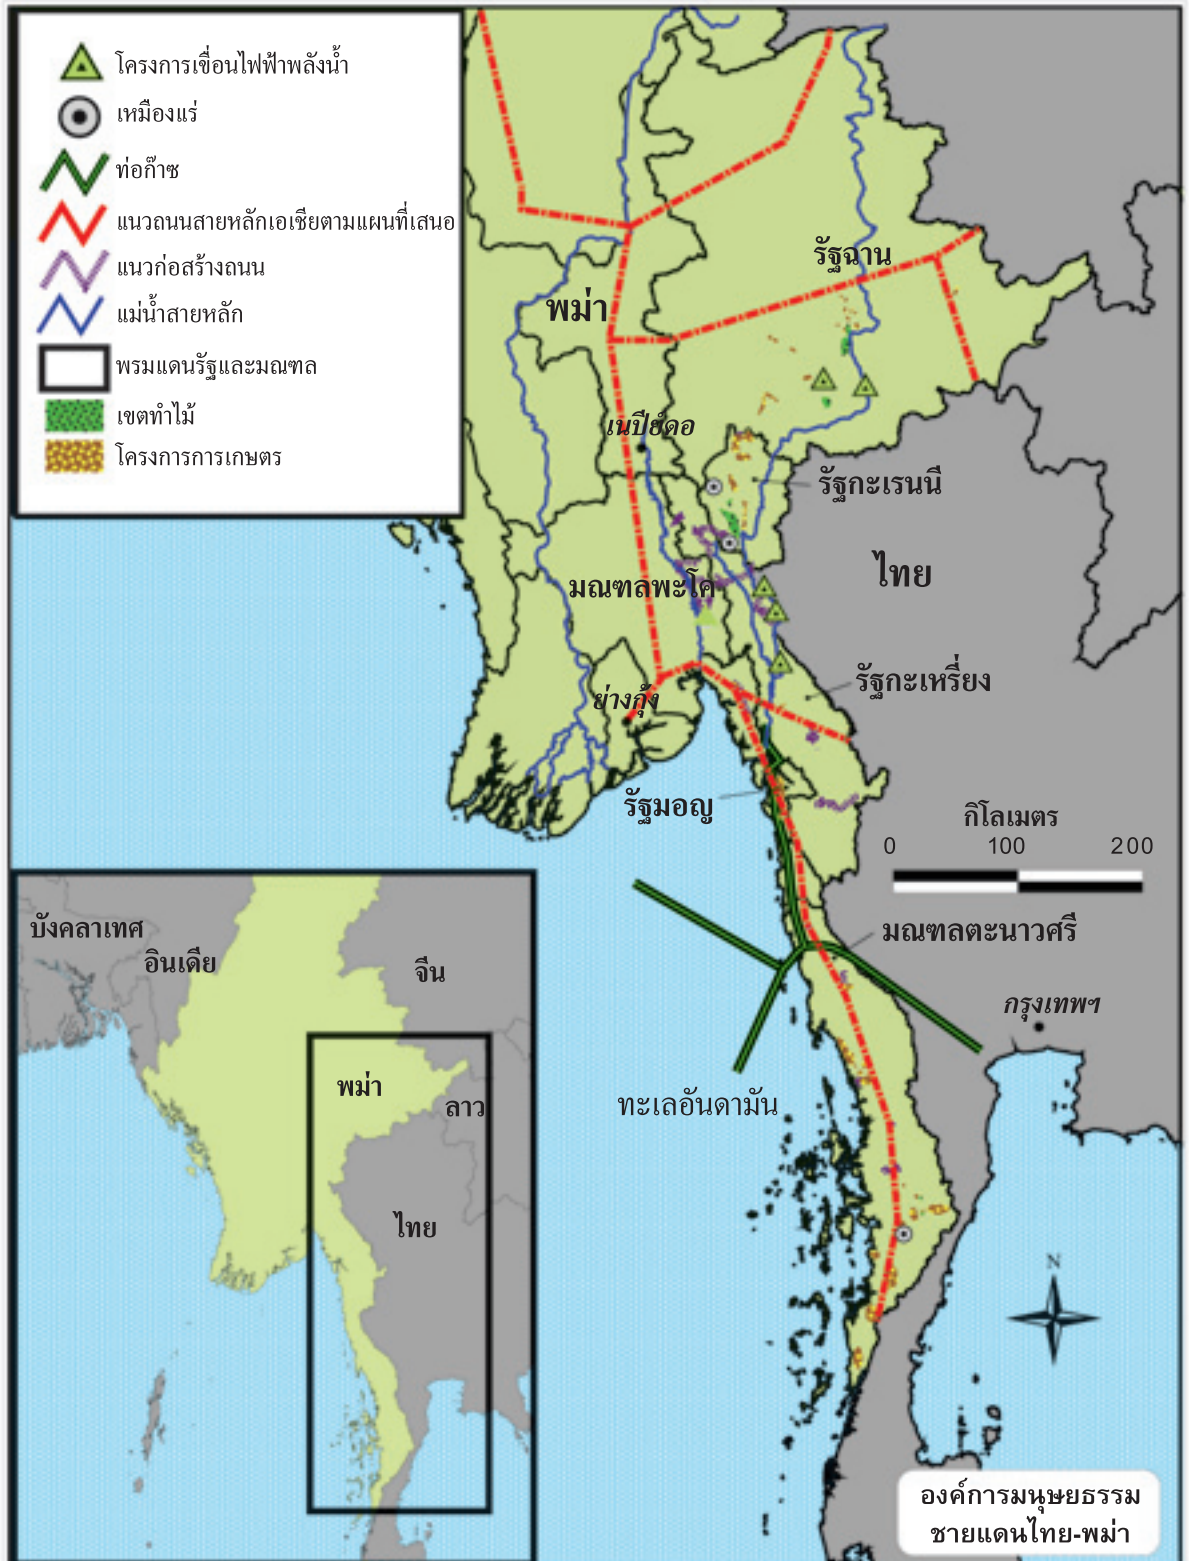 โครงการเขื่อนไฟฟ้าพลังน้ำ
เหมืองแร่
ท่อก๊าซ
แนวถนนสายหลักเอเชียตามแผนที่เสนอ
แนวก่อสร้างถนน
แม่น้ำสายหลัก
พรมแดนรัฐและมณฑล
เขตทำไม้
โครงการการเกษตร
รัฐฉาน
พม่า
เนปีย์ดอ
รัฐกะเรนนี
ไทย
มณฑลพะโค
รัฐกะเหรี่ยง
ย่างกุ้ง
รัฐมอญ
กิโลเมตร
0 100 200
มณฑลตะนาวศรี
กรุงเทพฯ
ทะเลอันดามัน
บังคลาเทศ
อินเดีย
จีน
พม่า
ลาว
ไทย
N
องค์การมนุษยธรรม
ชายแดนไทย-พม่า